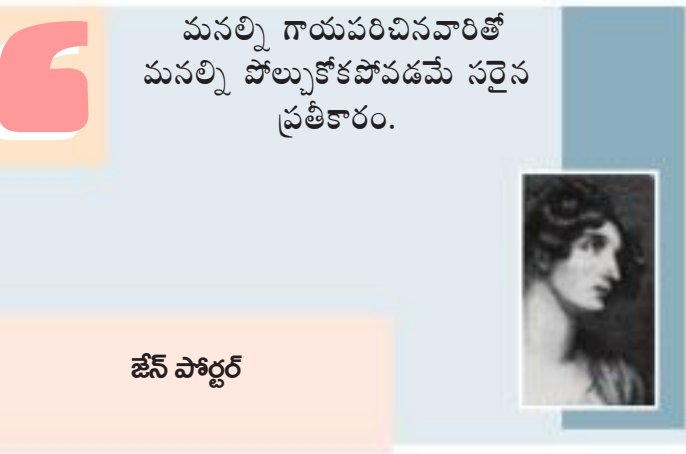 మనల్ని గాయపరిచినవారితో
మనల్ని పోల్చుకోకపోవడమే సరైన
ప్రతీకారం.
జేన్ పోర్టర్